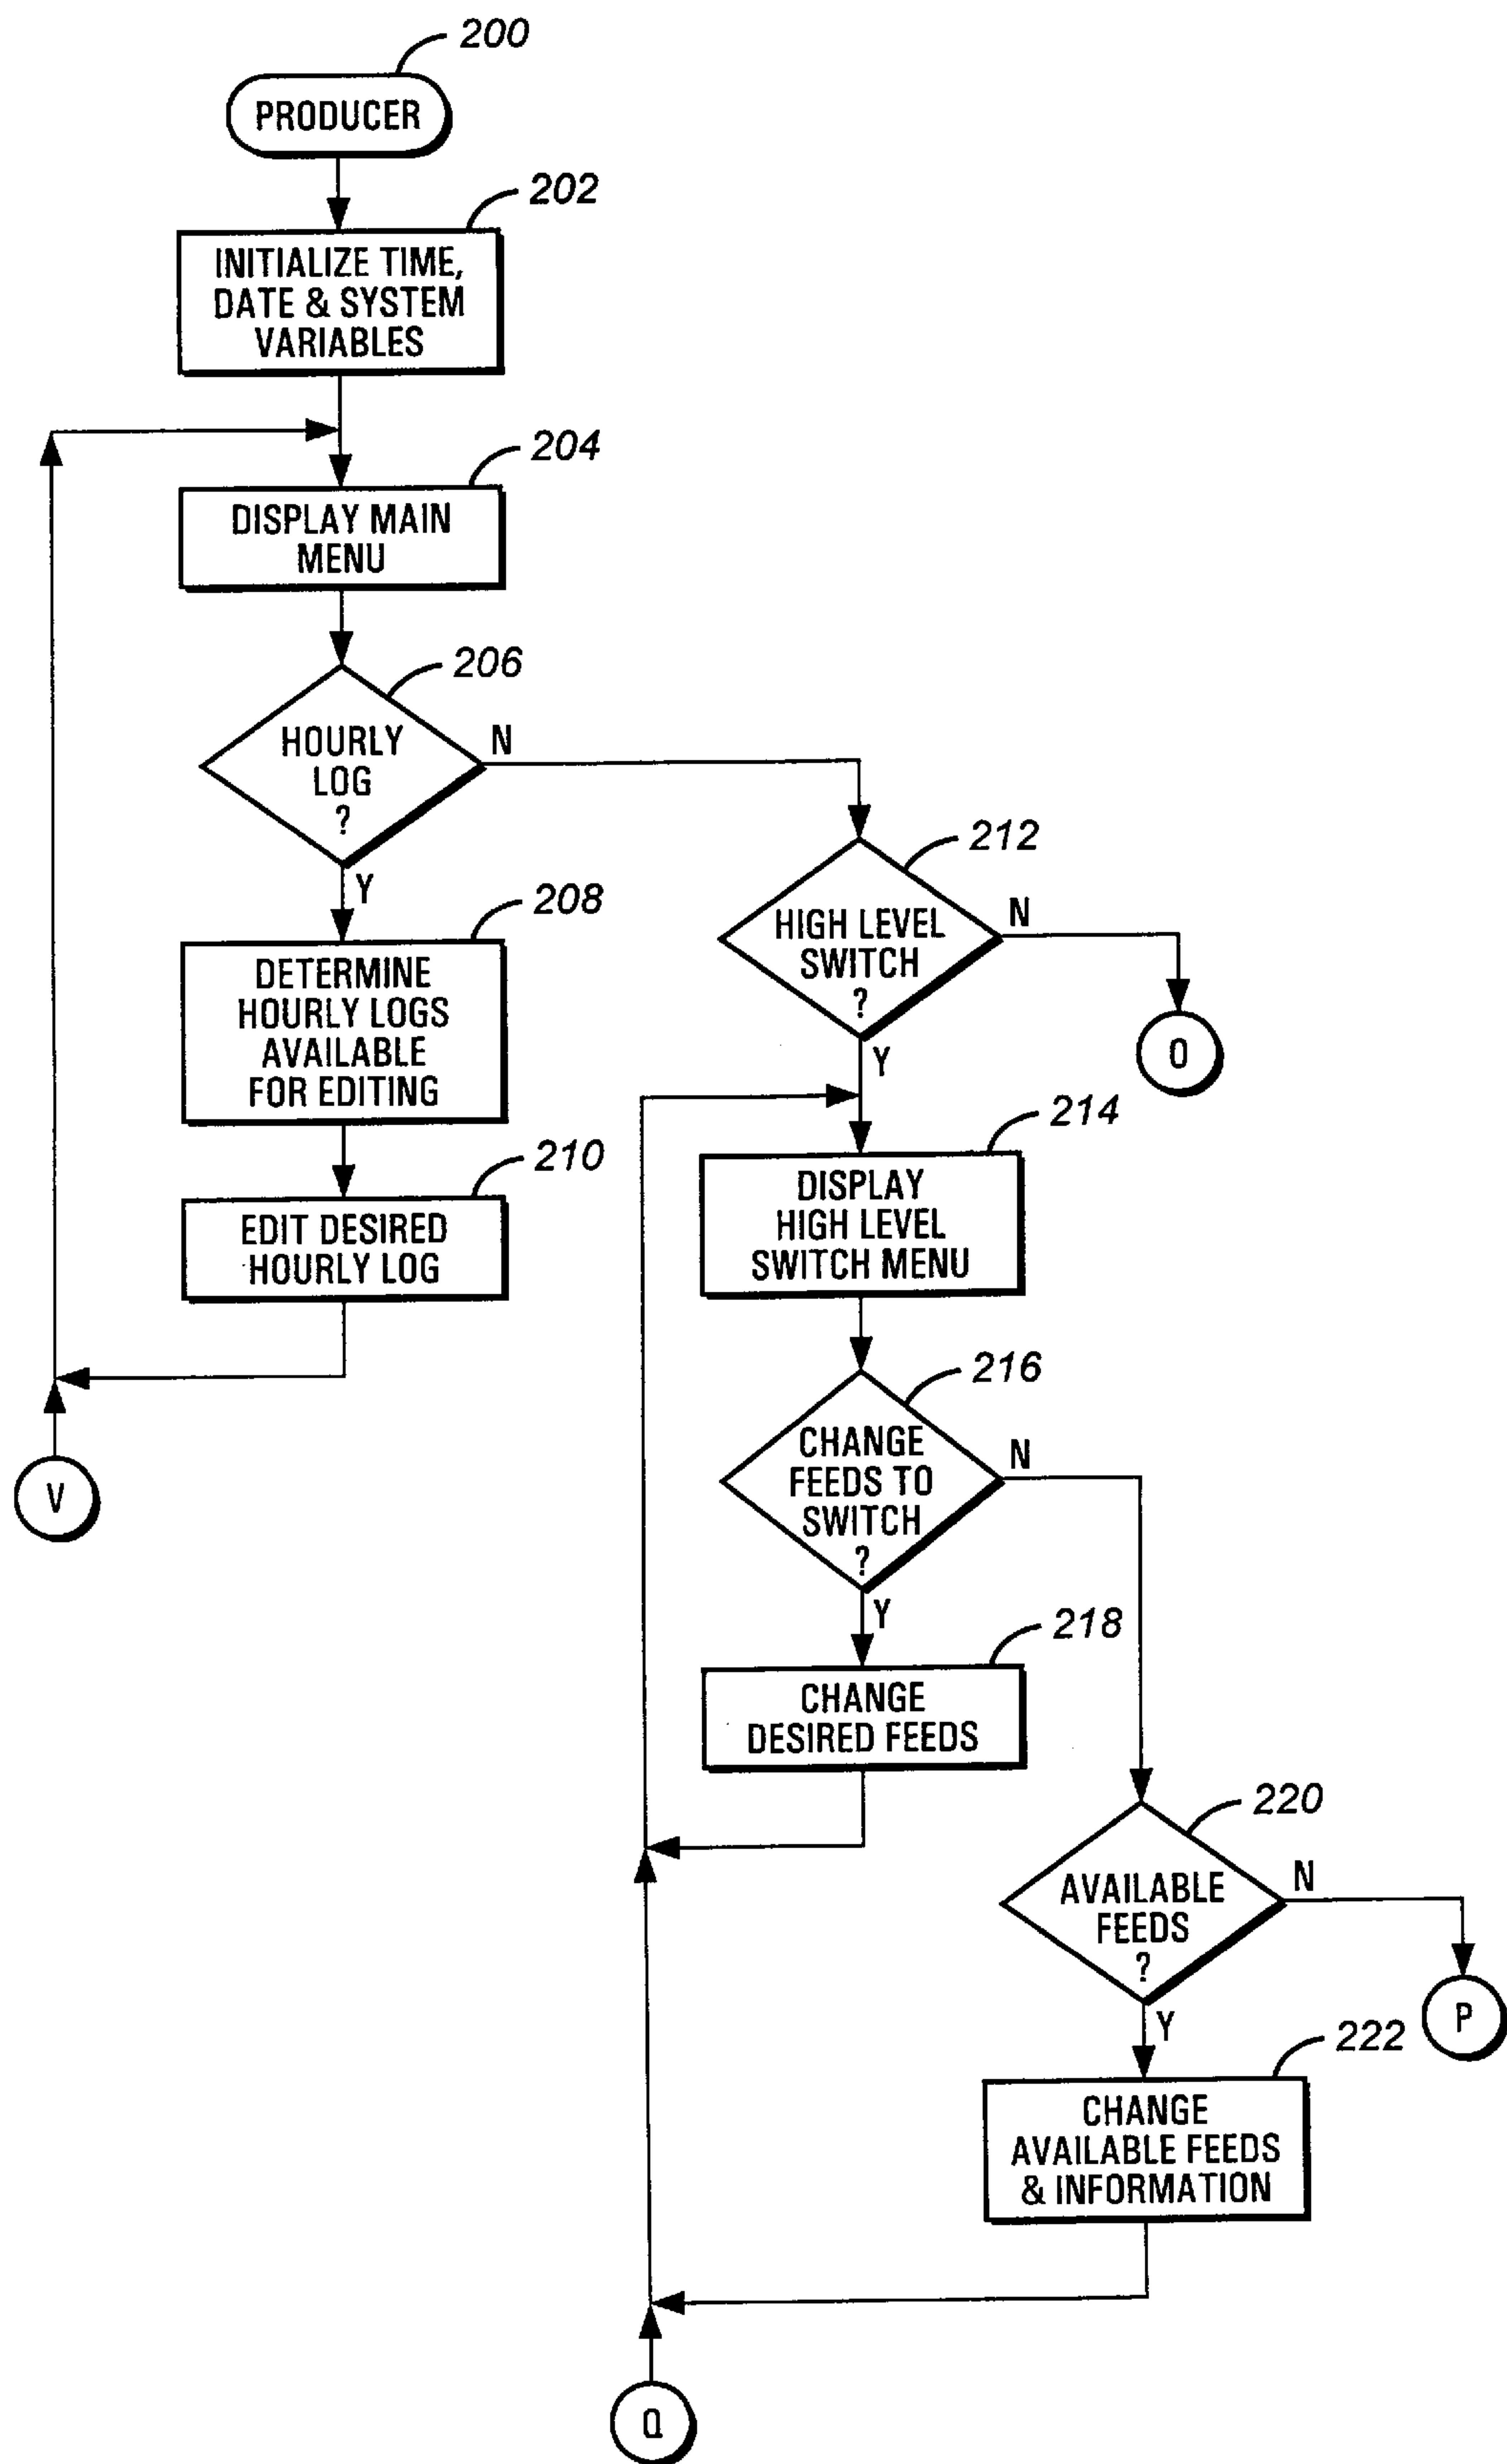 200
PRODUCER
202
INITIALIZE TIME,
DATE & SYSTEM
VARIABLES
204
DISPLAY MAIN
MENU
206
HOURLY
LOG
?
N
Y
208
DETERMINE
HOURLY LOGS
AVAILABLE
FOR EDITING
210
EDIT DESIRED
HOURLY LOG
V
212
HIGH LEVEL
SWITCH
?
N
O
Y
214
DISPLAY
HIGH LEVEL
SWITCH MENU
216
CHANGE
FEEDS TO
SWITCH
?
N
Y
218
CHANGE
DESIRED FEEDS
220
AVAILABLE
FEEDS
?
N
P
Y
222
CHANGE
AVAILABLE FEEDS
& INFORMATION
Q